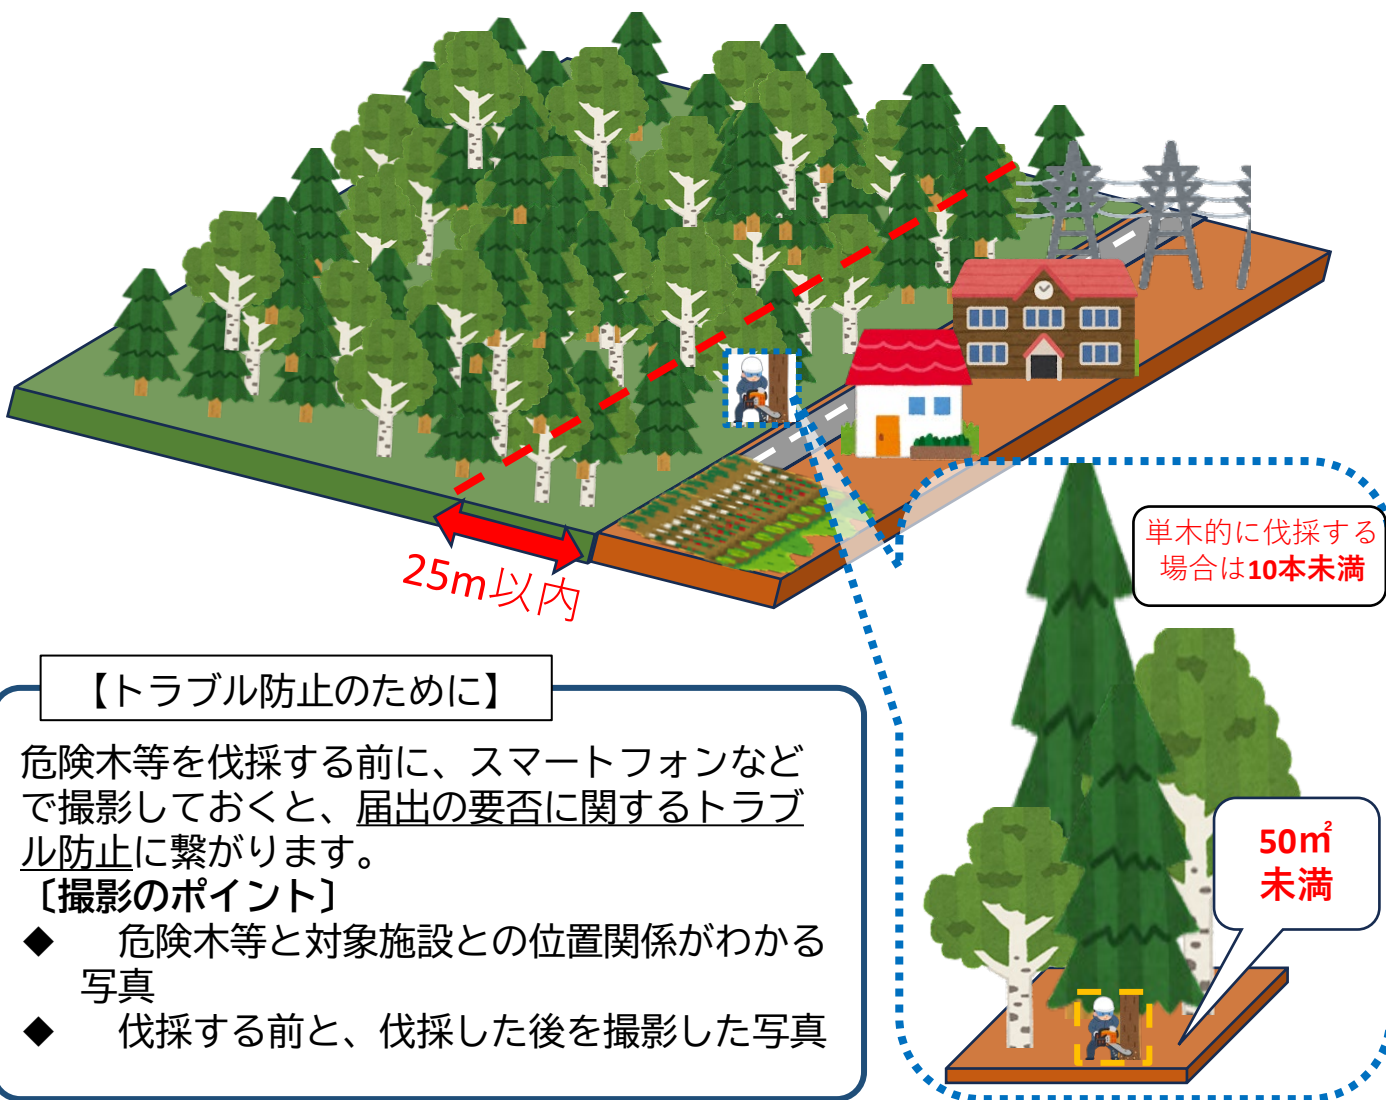 25m以内
単木的に伐採する
場合は10本未満
50㎡
未満
【トラブル防止のために】
危険木等を伐採する前に、スマートフォンなど
で撮影しておくと、届出の要否に関するトラブ
ル防止に繋がります。
〔撮影のポイント〕
◆ 危険木等と対象施設との位置関係がわかる
写真
◆ 伐採する前と、伐採した後を撮影した写真